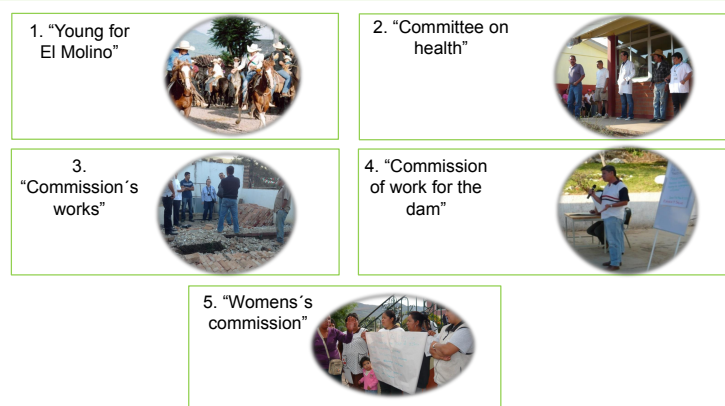 1. “Young for
El Molino”
2. “Committee on
health”
3.
“Commission´s
works”
4. “Commission
of work for the
dam”
5. “Womens´s
commission”